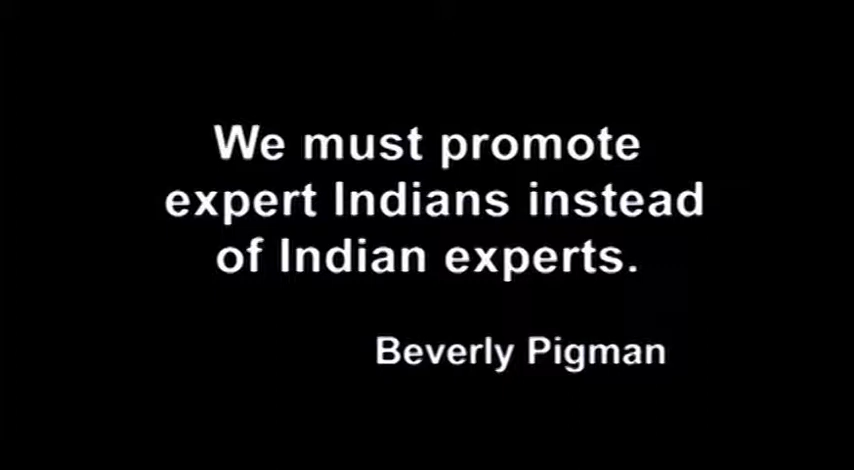 We must promote
expert Indians instead
of Indian experts.
Beverly Pigman